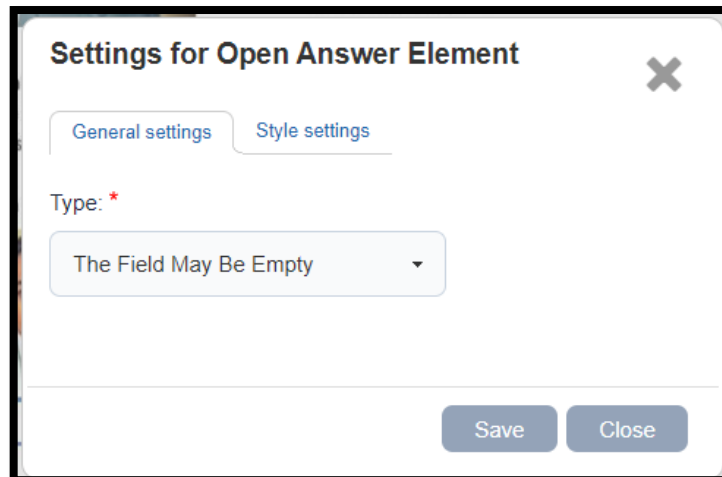 Settings for Open Answer Element
General settings
Style settings
Type: *
The Field May Be Empty
Save
Close